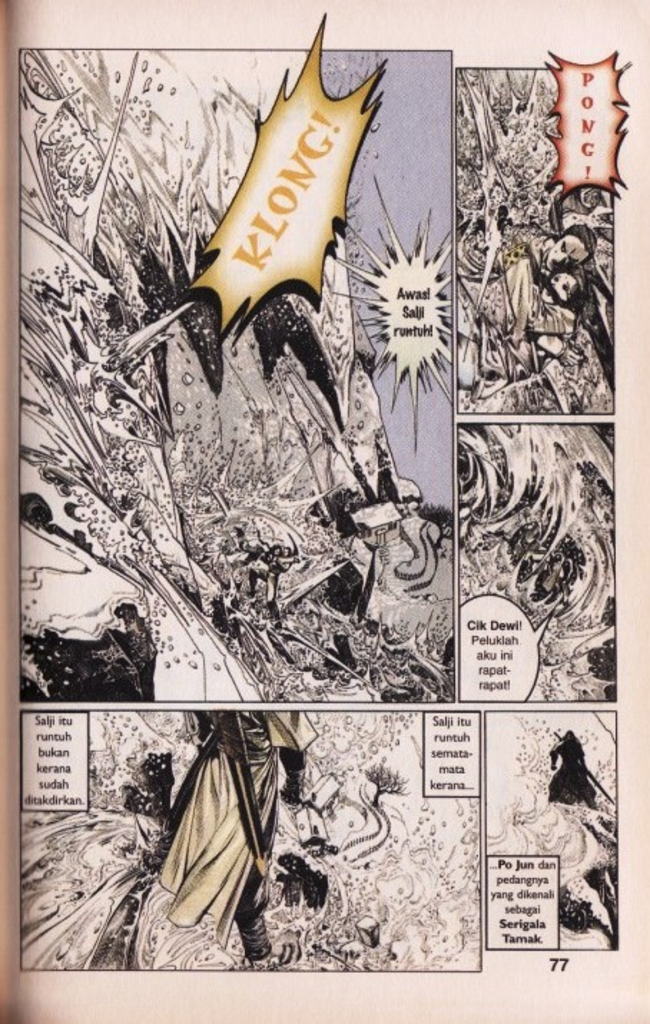 KLONG!
Awas!
Salji
runtuh!
PONG!
Cik Dewi!
Peluklah
aku ini
rapat-
rapat!
Salji itu
runtuh
bukan
kerana
sudah
ditakdirkan.
Salji itu
runtuh
semata-
mata
kerana...
...Po Jun dan
pedangnya
yang dikenali
sebagai
Serigala
Tamak.
77